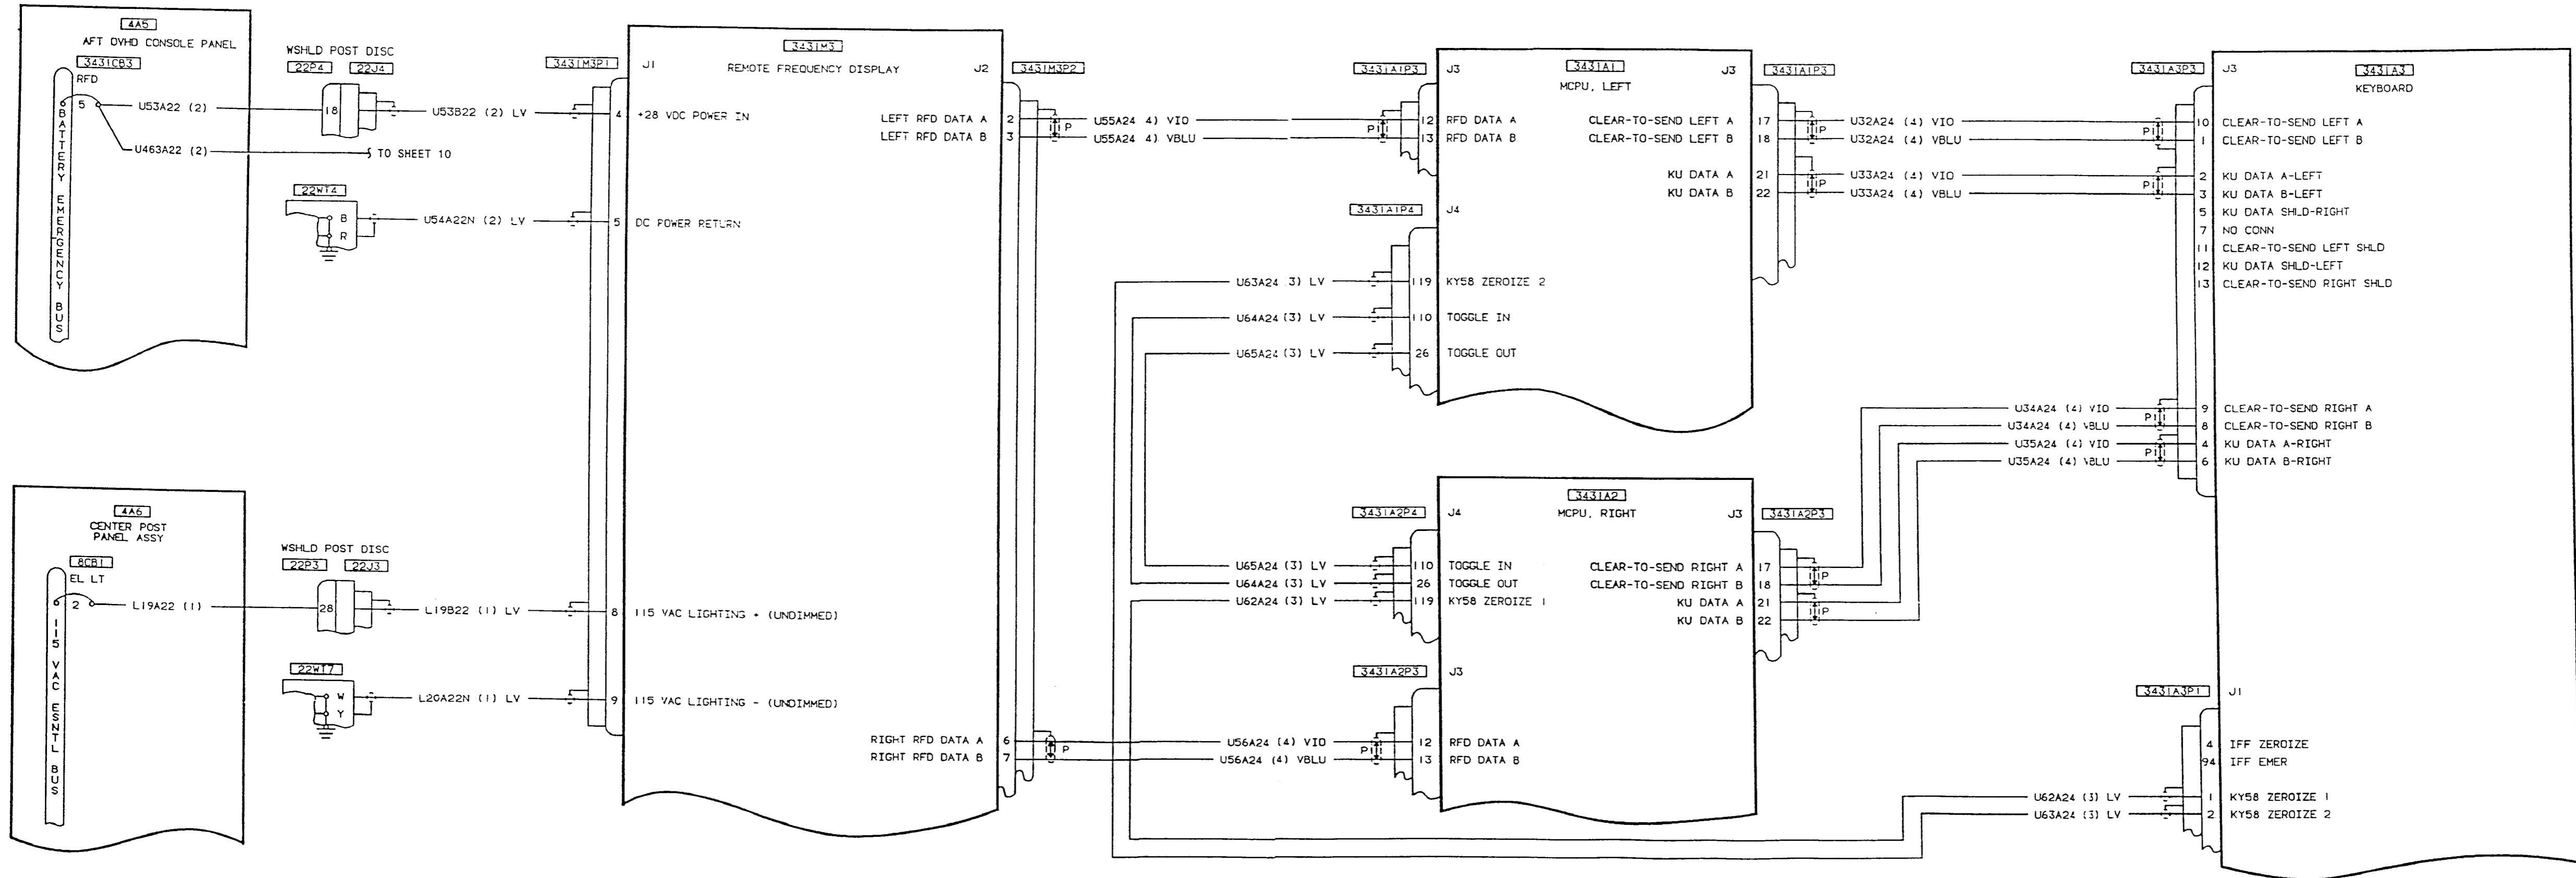 4A5
AFT OVHD CONSOLE PANEL
3431CB3
RFD
5
BATTERY EMERGENCY BUS
U53A22 (2)
U463A22 (2)
TO SHEET 10
WSHLD POST DISC
22P4 22J4
18
U53B22 (2) LV
22WT4
B
R
U54A22N (2) LV
4A6
CENTER POST
PANEL ASSY
8CB1
EL LT
2
115 VAC ESNTL BUS
L19A22 (1)
WSHLD POST DISC
22P3 22J3
28
L19B22 (1) LV
22WT7
W
Y
L20A22N (1) LV
3431M3P1
J1
3431M3
REMOTE FREQUENCY DISPLAY
J2
3431M3P2
4 +28 VDC POWER IN
5 DC POWER RETURN
8 115 VAC LIGHTING + (UNDIMMED)
9 115 VAC LIGHTING - (UNDIMMED)
LEFT RFD DATA A 2
LEFT RFD DATA B 3
RIGHT RFD DATA A 6
RIGHT RFD DATA B 7
P
P
U55A24 4) VIO
U55A24 4) VBLU
U63A24 3) LV
U64A24 (3) LV
U65A24 (3) LV
U65A24 (3) LV
U64A24 (3) LV
U62A24 (3) LV
U56A24 (4) VIO
U56A24 (4) VBLU
3431A1P3
J3
3431A1
MCPU, LEFT
J3
3431A1P3
P
12 RFD DATA A
13 RFD DATA B
CLEAR-TO-SEND LEFT A 17
CLEAR-TO-SEND LEFT B 18
KU DATA A 21
KU DATA B 22
P
P
3431A1P4
J4
119 KY58 ZEROIZE 2
110 TOGGLE IN
26 TOGGLE OUT
3431A2P4
J4
3431A2
MCPU, RIGHT
J3
3431A2P3
110 TOGGLE IN
26 TOGGLE OUT
119 KY58 ZEROIZE 1
CLEAR-TO-SEND RIGHT A 17
CLEAR-TO-SEND RIGHT B 18
KU DATA A 21
KU DATA B 22
P
P
3431A2P3
J3
P
12 RFD DATA A
13 RFD DATA B
U32A24 (4) VIO
U32A24 (4) VBLU
U33A24 (4) VIO
U33A24 (4) VBLU
U34A24 (4) VIO
U34A24 (4) VBLU
U35A24 (4) VIO
U35A24 (4) VBLU
U62A24 (3) LV
U63A24 (3) LV
3431A3P3
J3
3431A3
KEYBOARD
P
P
10 CLEAR-TO-SEND LEFT A
1 CLEAR-TO-SEND LEFT B
2 KU DATA A-LEFT
3 KU DATA B-LEFT
5 KU DATA SHLD-RIGHT
7 NO CONN
11 CLEAR-TO-SEND LEFT SHLD
12 KU DATA SHLD-LEFT
13 CLEAR-TO-SEND RIGHT SHLD
P
P
9 CLEAR-TO-SEND RIGHT A
8 CLEAR-TO-SEND RIGHT B
4 KU DATA A-RIGHT
6 KU DATA B-RIGHT
3431A3P1
J1
4 IFF ZEROIZE
94 IFF EMER
1 KY58 ZEROIZE 1
2 KY58 ZEROIZE 2